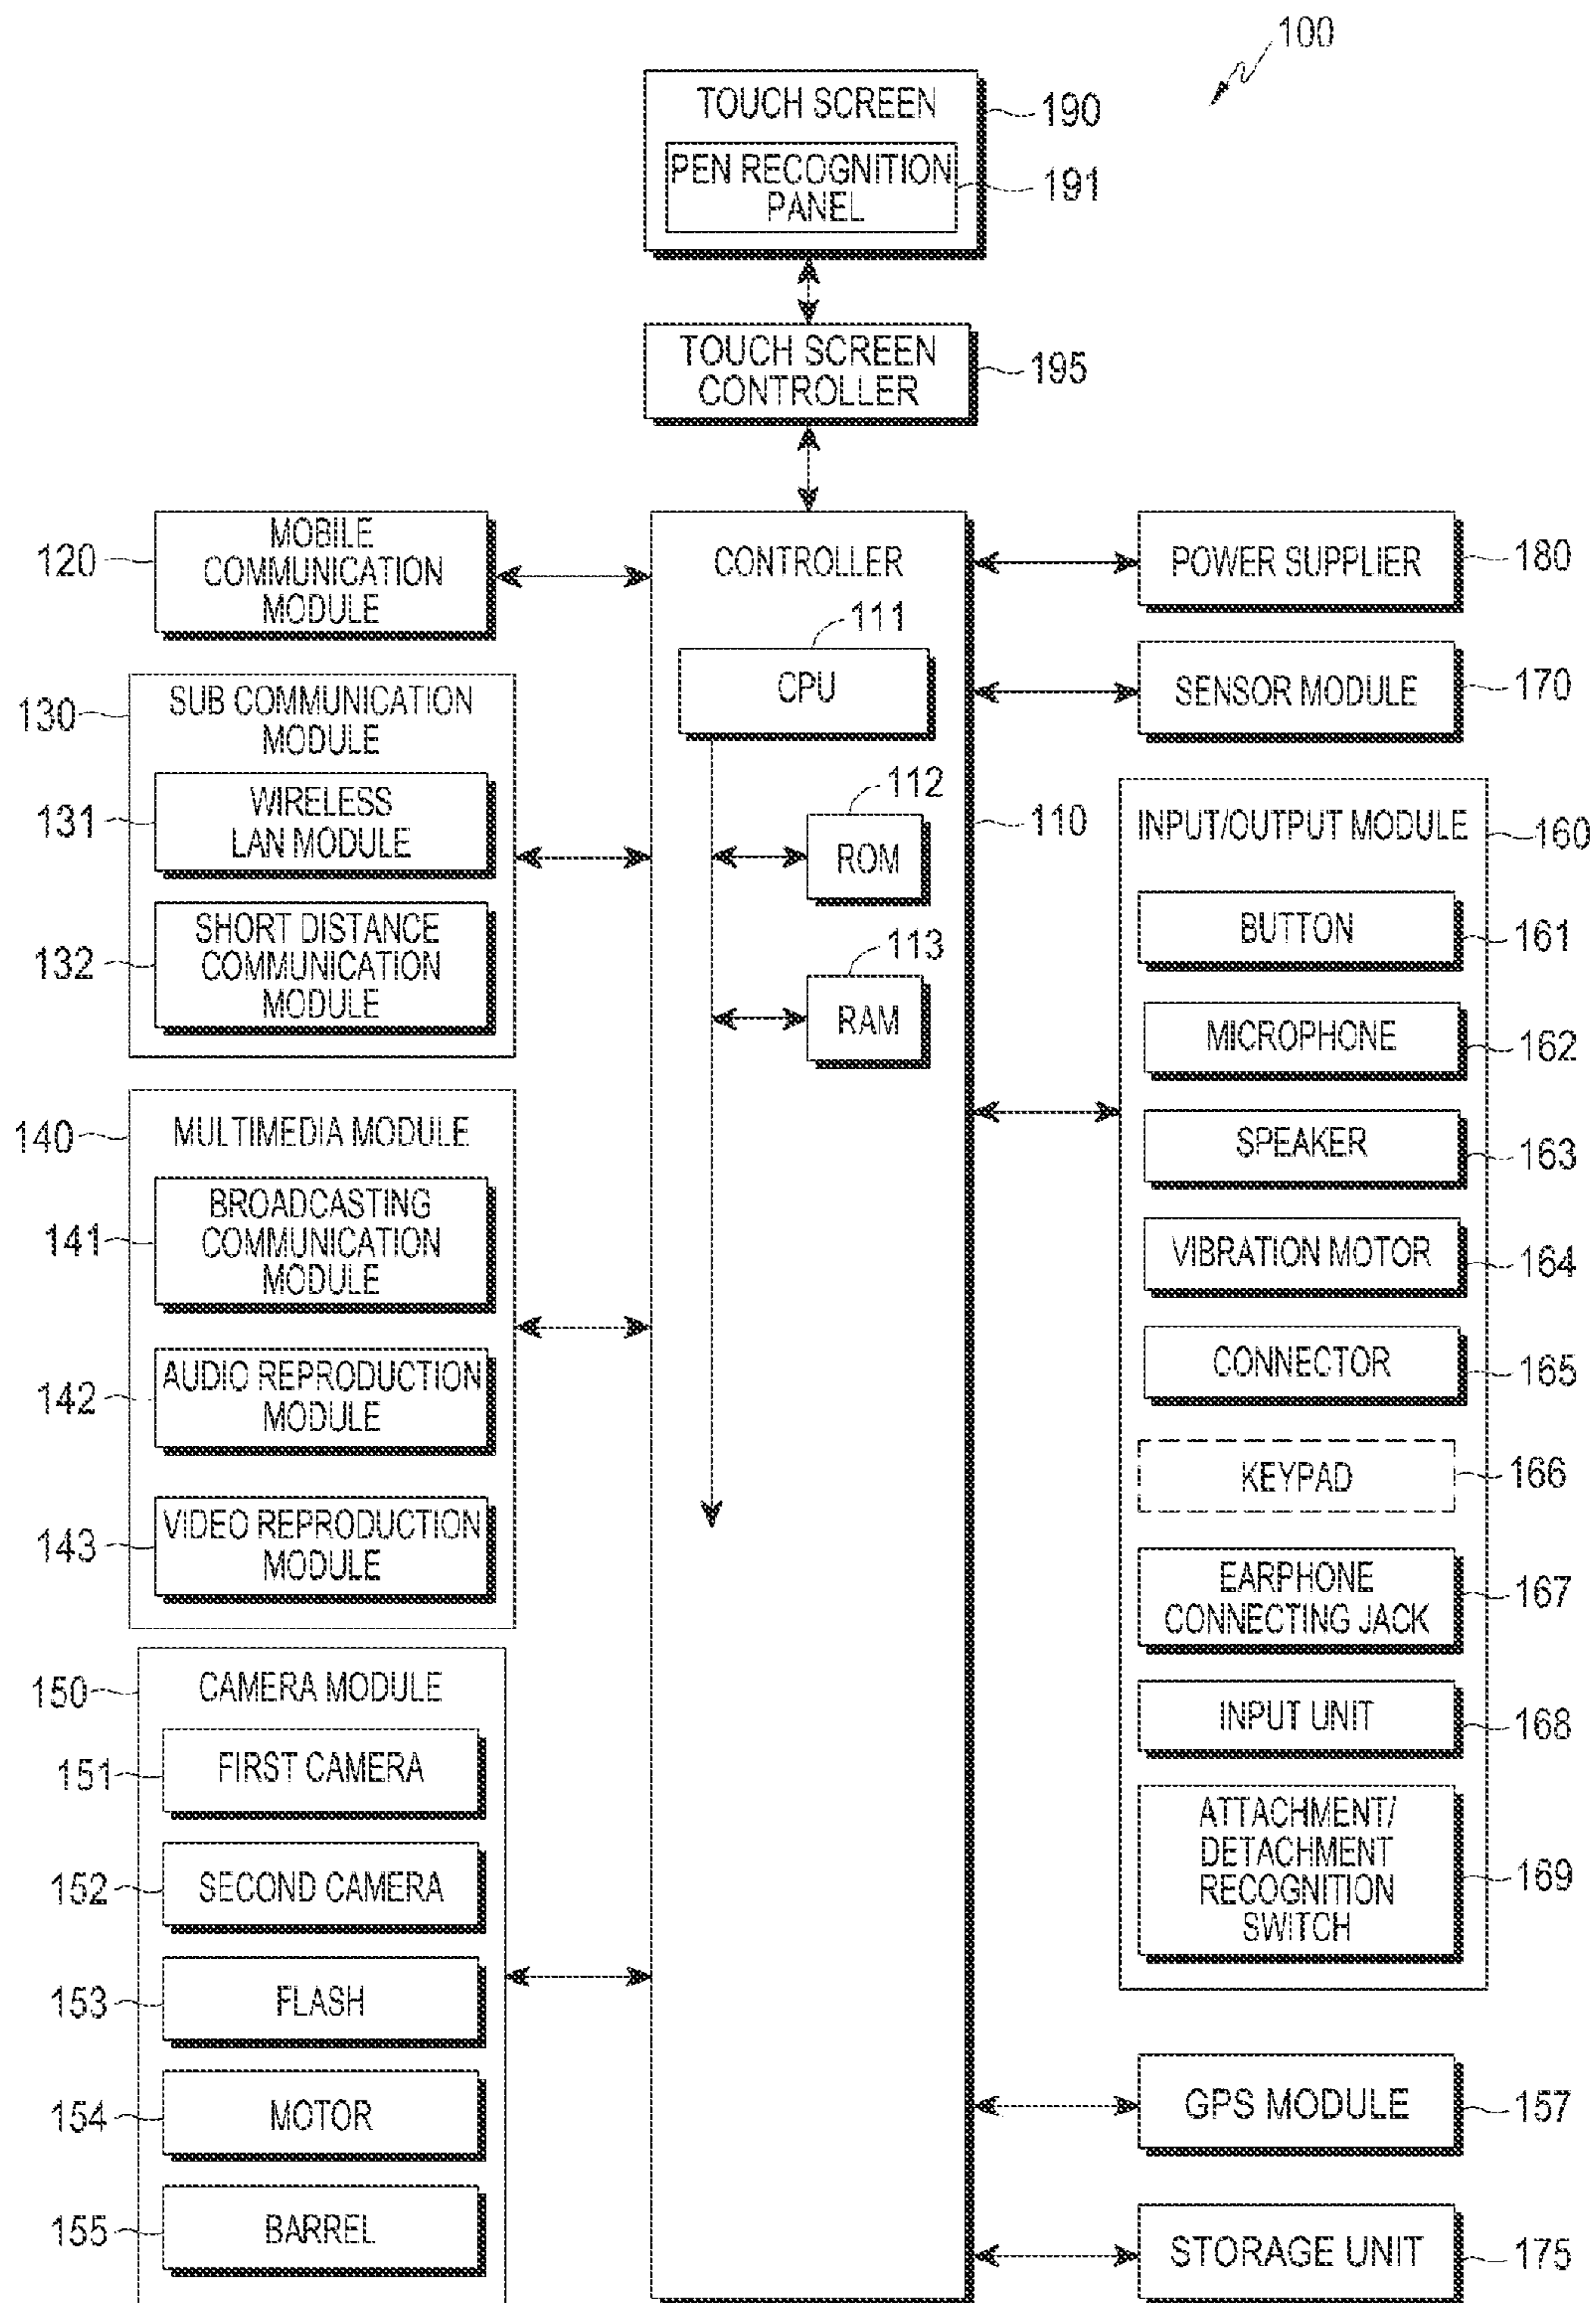 100
TOUCH SCREEN
190
PEN RECOGNITION
PANEL
191
TOUCH SCREEN
CONTROLLER
195
MOBILE
COMMUNICATION
MODULE
120
SUB COMMUNICATION
MODULE
130
WIRELESS
LAN MODULE
131
SHORT DISTANCE
COMMUNICATION
MODULE
132
MULTIMEDIA MODULE
140
BROADCASTING
COMMUNICATION
MODULE
141
AUDIO REPRODUCTION
MODULE
142
VIDEO REPRODUCTION
MODULE
143
CAMERA MODULE
150
FIRST CAMERA
151
SECOND CAMERA
152
FLASH
153
MOTOR
154
BARREL
155
CONTROLLER
110
111
CPU
112
ROM
113
RAM
POWER SUPPLIER
180
SENSOR MODULE
170
INPUT/OUTPUT MODULE
160
BUTTON
161
MICROPHONE
162
SPEAKER
163
VIBRATION MOTOR
164
CONNECTOR
165
KEYPAD
166
EARPHONE
CONNECTING JACK
167
INPUT UNIT
168
ATTACHMENT/
DETACHMENT
RECOGNITION
SWITCH
169
GPS MODULE
157
STORAGE UNIT
175